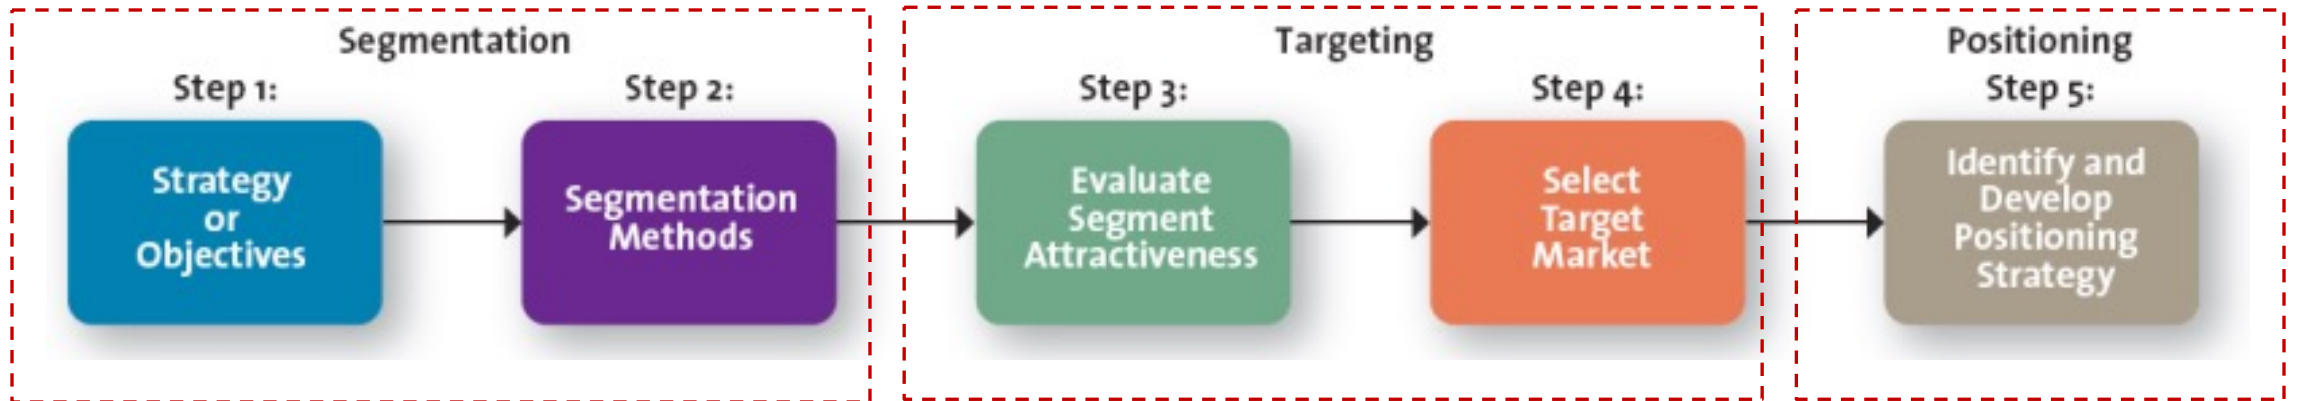 Segmentation
Step 1:
Strategy
or
Objectives
Step 2:
Segmentation
Methods
Targeting
Step 3:
Evaluate
Segment
Attractiveness
Step 4:
Select
Target
Market
Positioning
Step 5:
Identify and
Develop
Positioning
Strategy